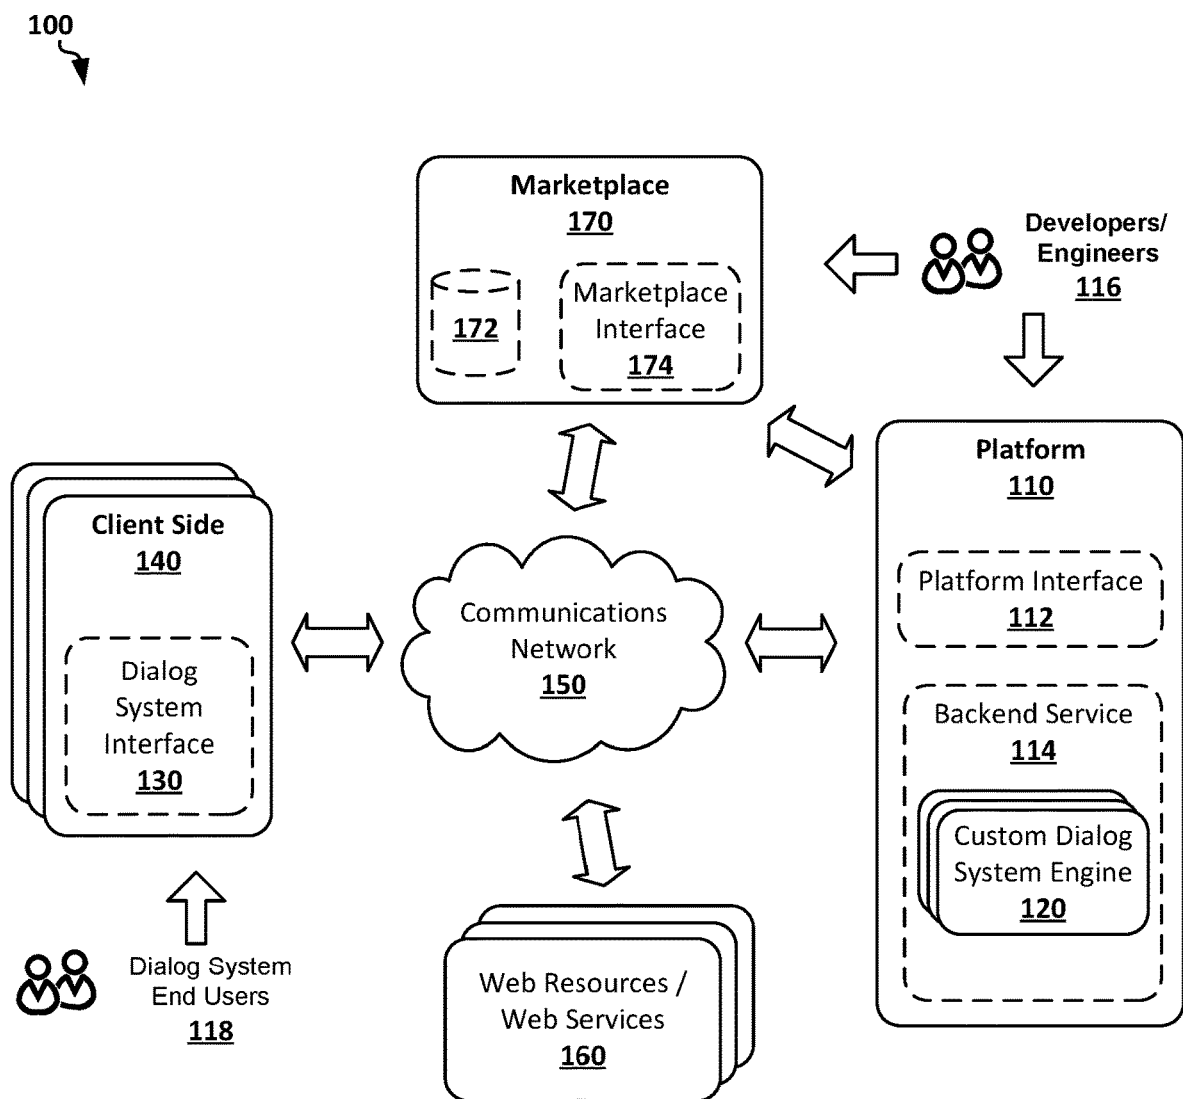 100
Marketplace
170
172
Marketplace
Interface
174
Developers/
Engineers
116
Platform
110
Platform Interface
112
Backend Service
114
Custom Dialog
System Engine
120
Client Side
140
Dialog
System
Interface
130
Communications
Network
150
Dialog System
End Users
118
Web Resources /
Web Services
160